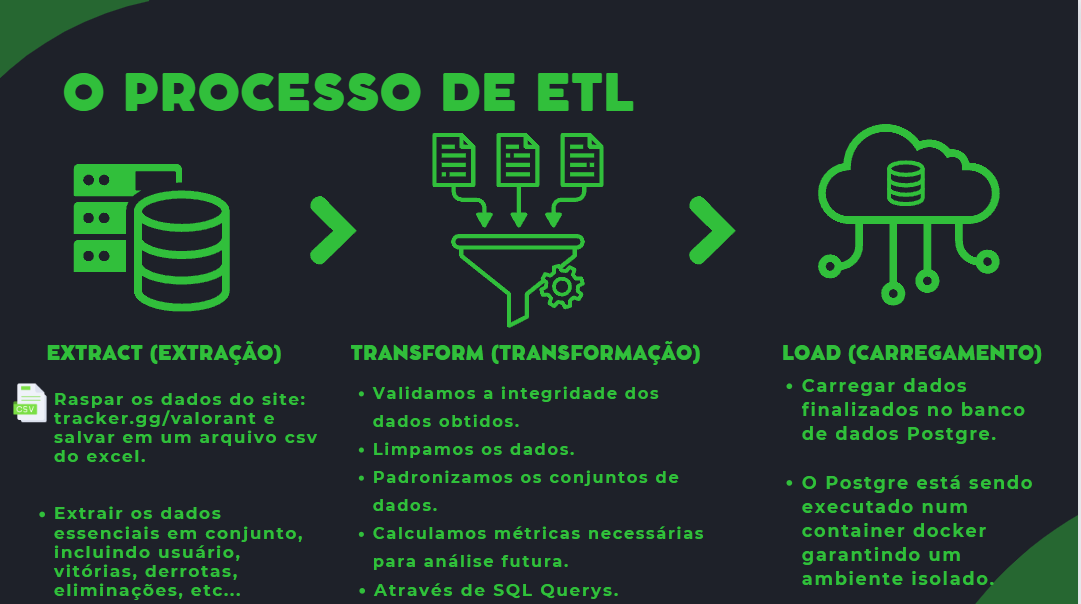 O PROCESSO DE ETL
EXTRACT (EXTRAÇÃO)
CSV
Raspar os dados do site:
tracker.gg/valorant e
salvar em um arquivo csv
do excel.
• Extrair os dados
essenciais em conjunto,
incluindo usuário,
vitórias, derrotas,
eliminações, etc...
TRANSFORM (TRANSFORMAÇÃO)
• Validamos a integridade dos
dados obtidos.
• Limpamos os dados.
• Padronizamos os conjuntos de
dados.
• Calculamos métricas necessárias
para análise futura.
• Através de SQL Querys.
LOAD (CARREGAMENTO)
• Carregar dados
finalizados no banco
de dados Postgre.
• O Postgre está sendo
executado num
container docker
garantindo um
ambiente isolado.